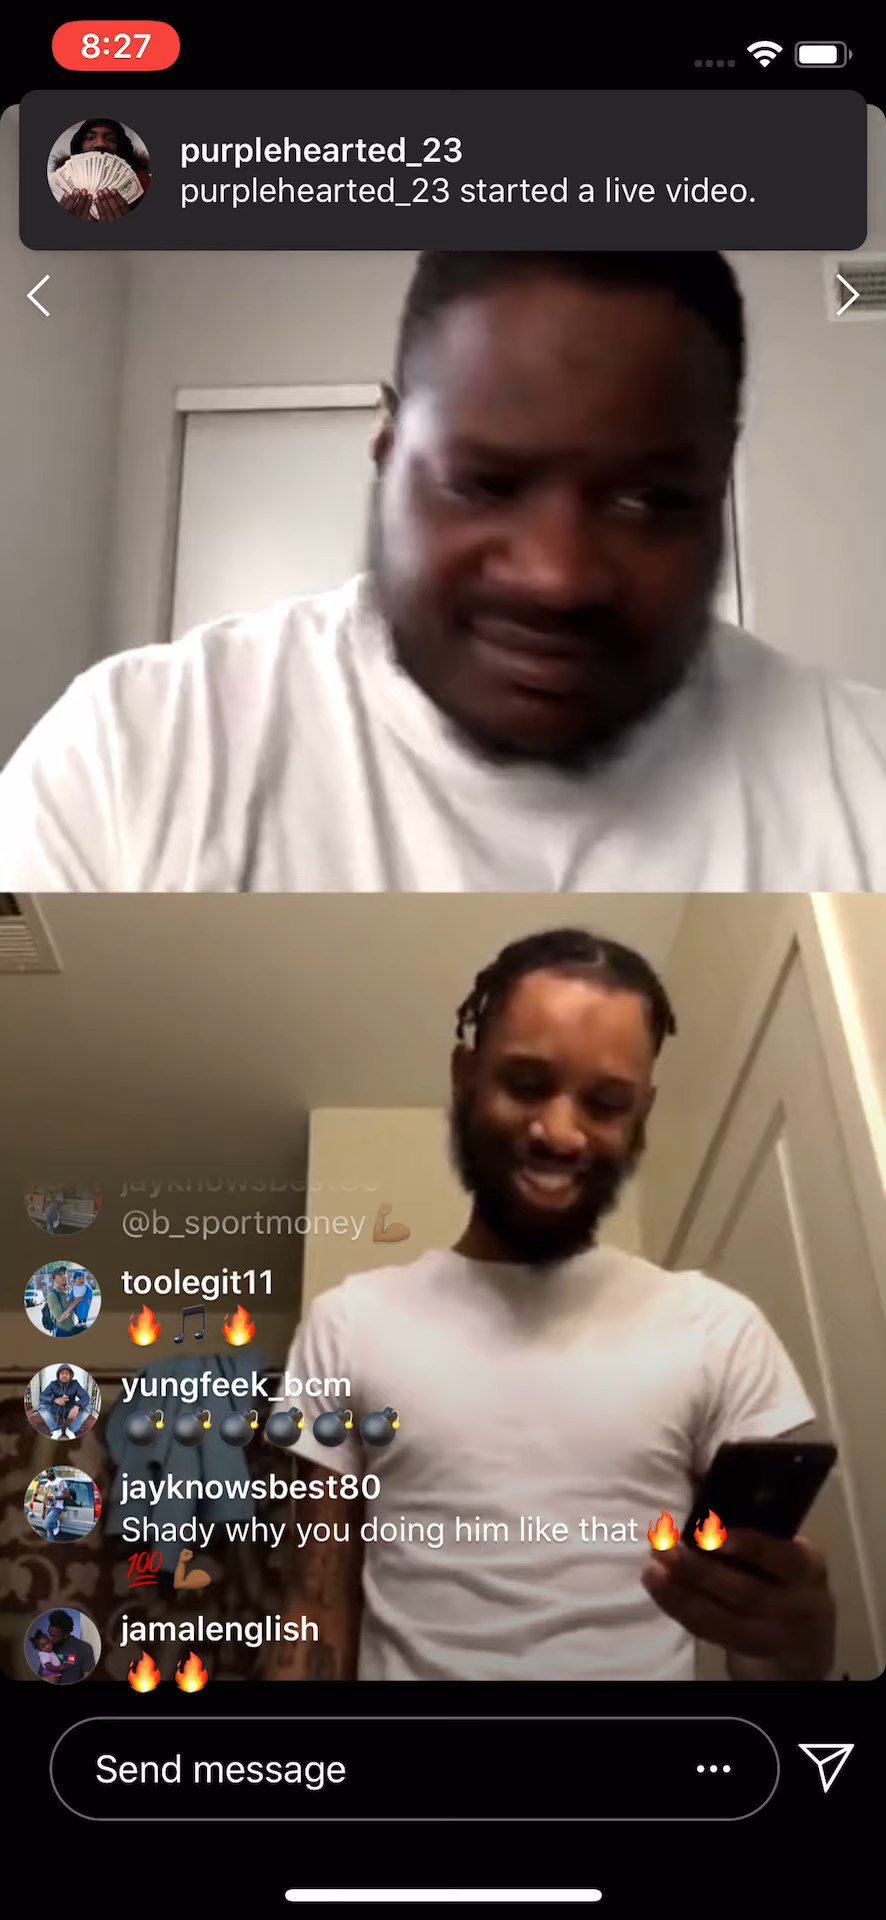 8:27
purplehearted_23
purplehearted_23 started a live video.
jayknowsbest80
@b_sportmoney💪🏽
toolegit11
🔥🎵🔥
yungfeek_bcm
💣💣💣💣💣💣
jayknowsbest80
Shady why you doing him like that🔥🔥
💯💪🏽
jamalenglish
🔥🔥
Send message